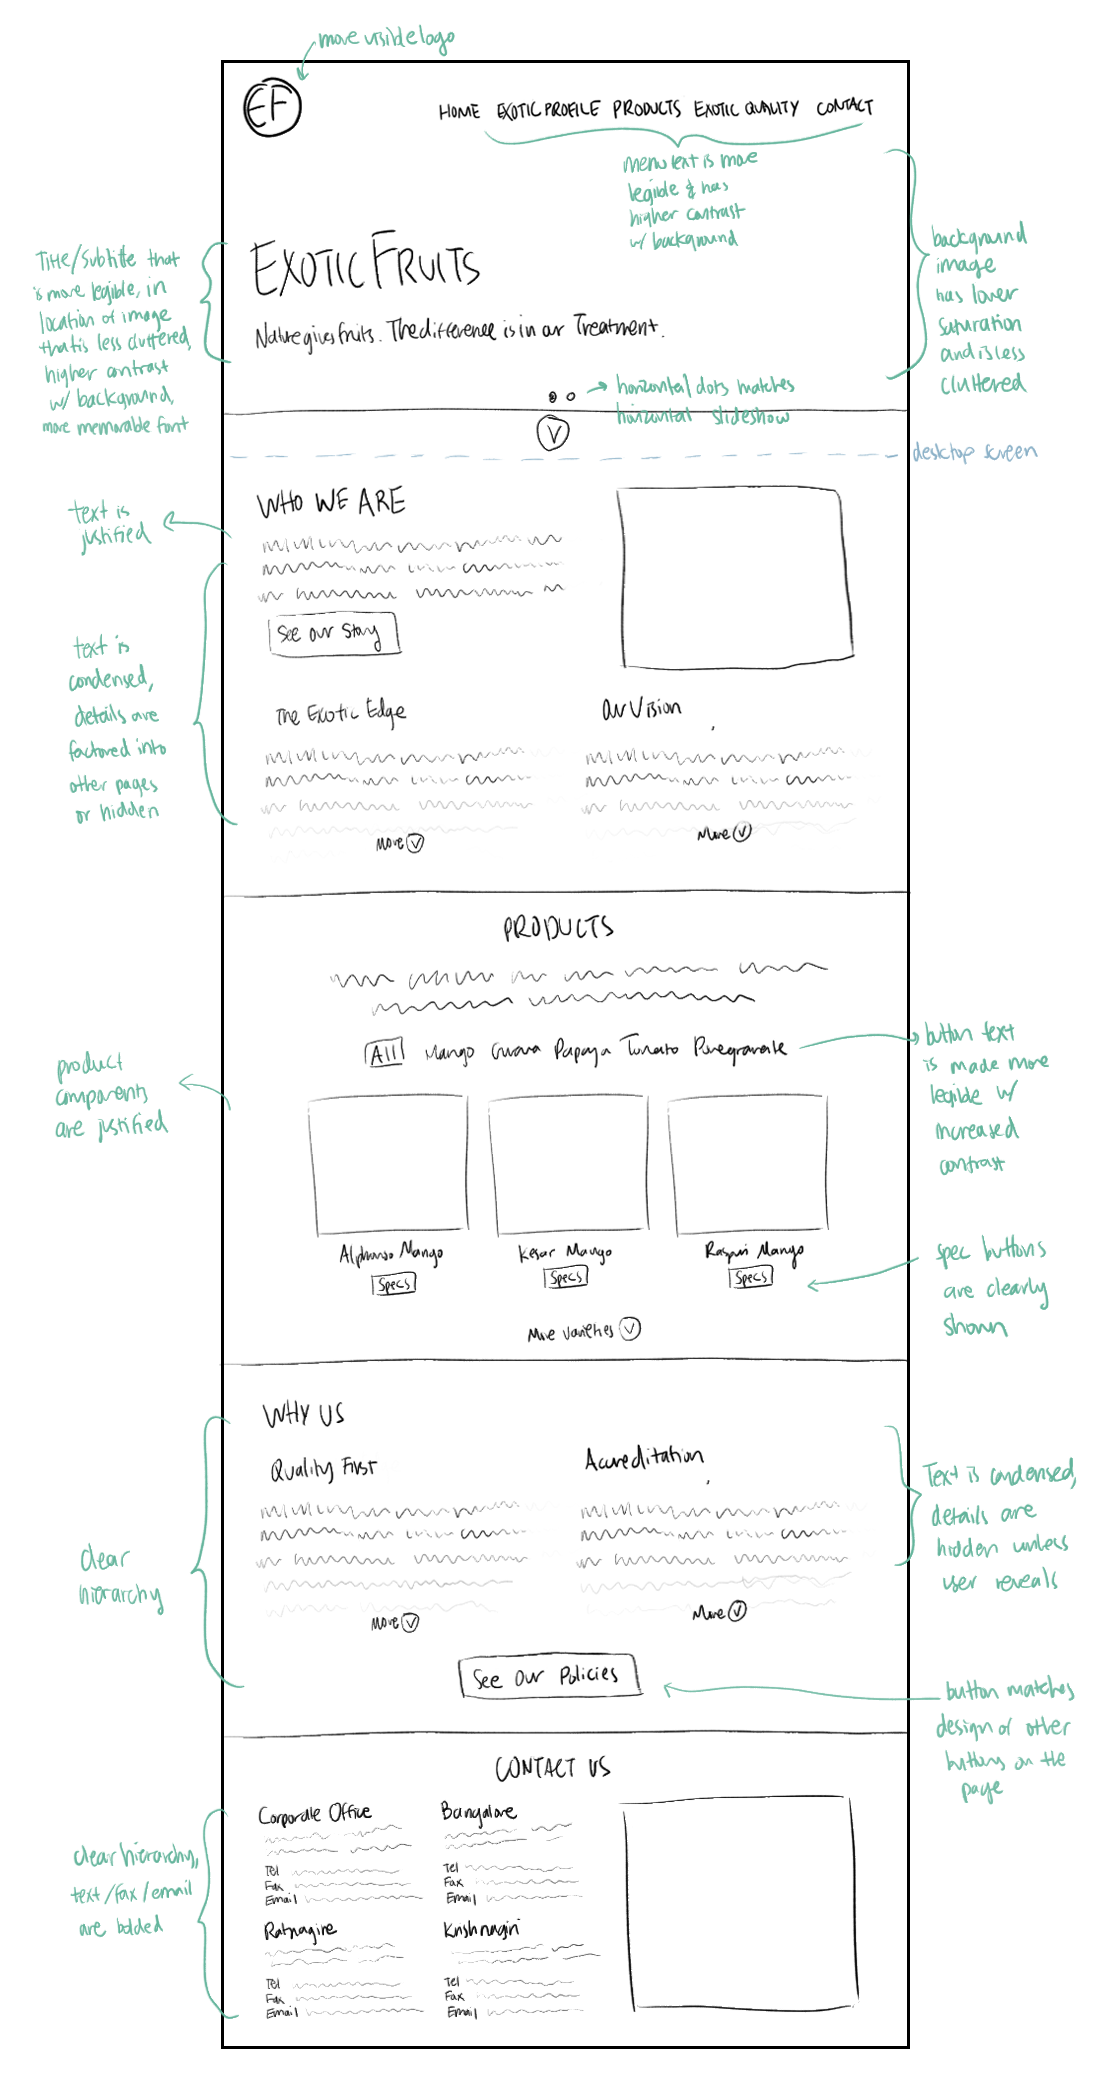 more visible logo
EF
HOME EXOTIC PROFILE PRODUCTS EXOTIC QUALITY CONTACT
menu text is more
legible & has
higher contrast
w/ background
background
image
has lower
saturation
and is less
cluttered
Title/Subtitle that
is more legible, in
location of image
that is less cluttered,
higher contrast
w/ background,
more memorable font
EXOTIC FRUITS
Nature gives fruits. The difference is in our Treatment.
horizontal dots matches
horizontal slideshow
desktop screen
text is
justified
WHO WE ARE
See our Story
text is
condensed,
details are
factored into
other pages
or hidden
The Exotic Edge
Our Vision
More
More
PRODUCTS
All Mango Guava Papaya Tomato Pomegranate
button text
is made more
legible w/
increased
contrast
product
components
are justified
Alphonso Mango
Kesar Mango
Raspuri Mango
Specs
Specs
Specs
spec buttons
are clearly
shown
More Varieties
WHY US
Quality First
Accreditation
clear
hierarchy
Text is condensed,
details are
hidden unless
user reveals
More
More
See Our Policies
button matches
design of other
buttons on the
page
CONTACT US
Corporate Office
Tel
Fax
Email
Bangalore
Tel
Fax
Email
clear hierarchy,
text/fax/email
are bolded
Ratnagire
Tel
Fax
Email
Krishnagiri
Tel
Fax
Email